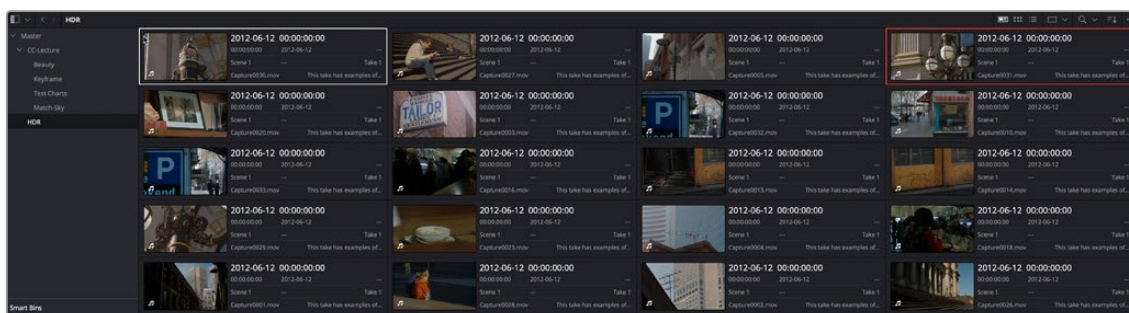 HDR
Master
CC-Lecture
Beauty
Keyframe
Test Charts
Match-Sky
HDR
Smart Bins
2012-06-12 00:00:00:00
00:00:00:00 2012-06-12 --
Scene 1 -- Take 1
Capture0030.mov This take has examples of...
2012-06-12 00:00:00:00
00:00:00:00 2012-06-12 --
Scene 1 -- Take 1
Capture0027.mov This take has examples of...
2012-06-12 00:00:00:00
00:00:00:00 2012-06-12 --
Scene 1 -- Take 1
Capture0005.mov This take has examples of...
2012-06-12 00:00:00:00
00:00:00:00 2012-06-12 --
Scene 1 -- Take 1
Capture0031.mov This take has examples of...
2012-06-12 00:00:00:00
00:00:00:00 2012-06-12 --
Scene 1 -- Take 1
Capture0020.mov This take has examples of...
TAILOR
2012-06-12 00:00:00:00
00:00:00:00 2012-06-12 --
Scene 1 -- Take 1
Capture0003.mov This take has examples of...
P
2012-06-12 00:00:00:00
00:00:00:00 2012-06-12 --
Scene 1 -- Take 1
Capture0032.mov This take has examples of...
2012-06-12 00:00:00:00
00:00:00:00 2012-06-12 --
Scene 1 -- Take 1
Capture0010.mov This take has examples of...
P
2012-06-12 00:00:00:00
00:00:00:00 2012-06-12 --
Scene 1 -- Take 1
Capture0033.mov This take has examples of...
2012-06-12 00:00:00:00
00:00:00:00 2012-06-12 --
Scene 1 -- Take 1
Capture0016.mov This take has examples of...
2012-06-12 00:00:00:00
00:00:00:00 2012-06-12 --
Scene 1 -- Take 1
Capture0013.mov This take has examples of...
2012-06-12 00:00:00:00
00:00:00:00 2012-06-12 --
Scene 1 -- Take 1
Capture0014.mov This take has examples of...
2012-06-12 00:00:00:00
00:00:00:00 2012-06-12 --
Scene 1 -- Take 1
Capture0029.mov This take has examples of...
2012-06-12 00:00:00:00
00:00:00:00 2012-06-12 --
Scene 1 -- Take 1
Capture0023.mov This take has examples of...
2012-06-12 00:00:00:00
00:00:00:00 2012-06-12 --
Scene 1 -- Take 1
Capture0004.mov This take has examples of...
2012-06-12 00:00:00:00
00:00:00:00 2012-06-12 --
Scene 1 -- Take 1
Capture0018.mov This take has examples of...
2012-06-12 00:00:00:00
00:00:00:00 2012-06-12 --
Scene 1 -- Take 1
Capture0001.mov This take has examples of...
2012-06-12 00:00:00:00
00:00:00:00 2012-06-12 --
Scene 1 -- Take 1
Capture0028.mov This take has examples of...
2012-06-12 00:00:00:00
00:00:00:00 2012-06-12 --
Scene 1 -- Take 1
Capture0002.mov This take has examples of...
2012-06-12 00:00:00:00
00:00:00:00 2012-06-12 --
Scene 1 -- Take 1
Capture0026.mov This take has examples of...